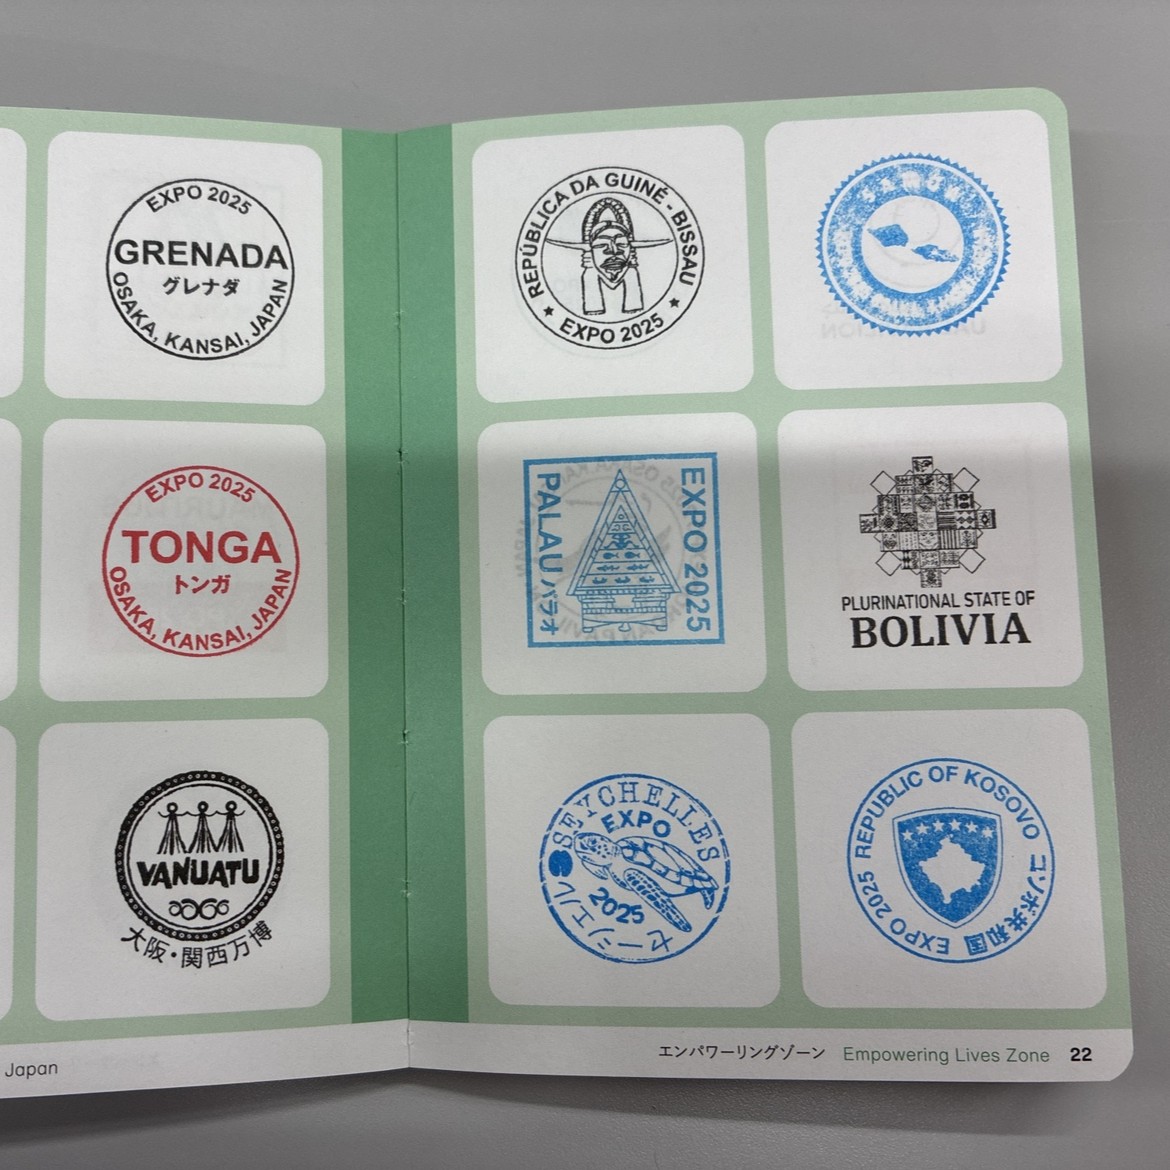 EXPO 2025
GRENADA
グレナダ
OSAKA, KANSAI, JAPAN
EXPO 2025
TONGA
トンガ
OSAKA, KANSAI, JAPAN
VANUATU
大阪・関西万博
Japan
REPÚBLICA DA GUINÉ - BISSAU
EXPO 2025
EXPO 2025
PALAU パラオ
PLURINATIONAL STATE OF
BOLIVIA
SEYCHELLES
EXPO
2025
セーシェル
REPUBLIC OF KOSOVO
コソボ共和国
EXPO 2025
エンパワーリングゾーン Empowering Lives Zone 22